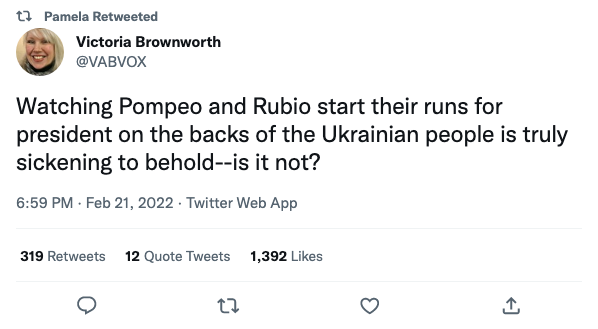 Pamela Retweeted
Victoria Brownworth
@VABVOX
Watching Pompeo and Rubio start their runs for
president on the backs of the Ukrainian people is truly
sickening to behold--is it not?
6:59 PM · Feb 21, 2022 · Twitter Web App
319 Retweets 12 Quote Tweets 1,392 Likes